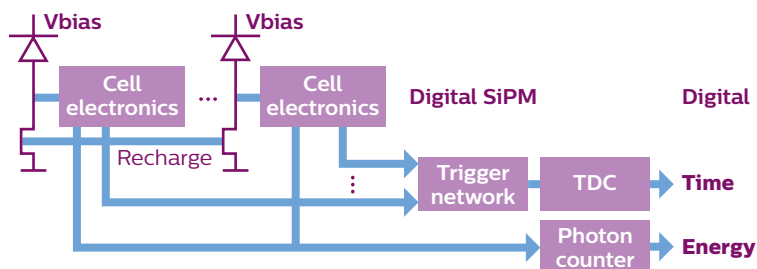 Vbias
Vbias
Cell
electronics
...
Cell
electronics
Digital SiPM
Digital
Recharge
...
Trigger
network
TDC
Time
Photon
counter
Energy